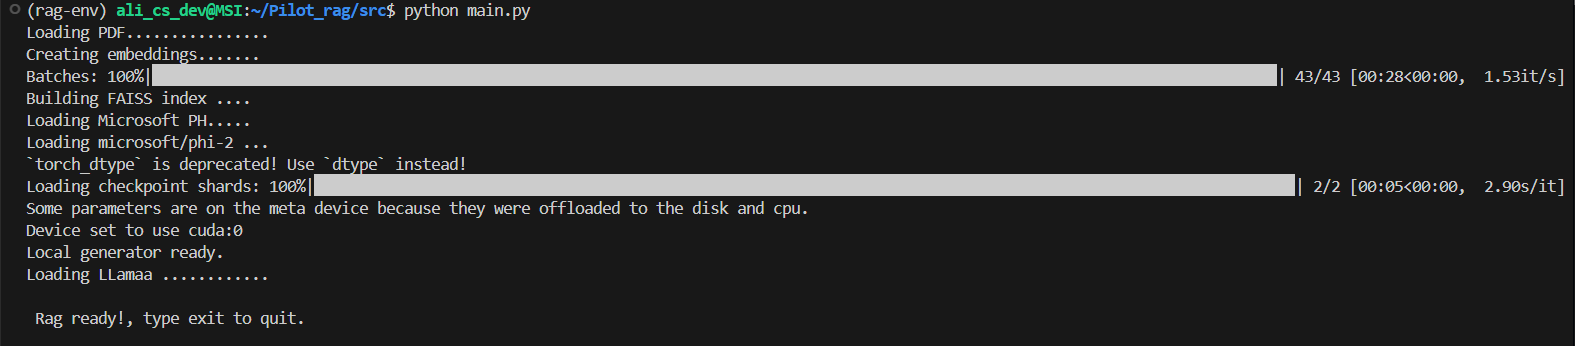 (rag-env) ali_cs_dev@MSI:~/Pilot_rag/src$ python main.py
Loading PDF................
Creating embeddings.......
Batches: 100%| | 43/43 [00:28<00:00, 1.53it/s]
Building FAISS index ....
Loading Microsoft PH.....
Loading microsoft/phi-2 ...
`torch_dtype` is deprecated! Use `dtype` instead!
Loading checkpoint shards: 100%| | 2/2 [00:05<00:00, 2.90s/it]
Some parameters are on the meta device because they were offloaded to the disk and cpu.
Device set to use cuda:0
Local generator ready.
Loading LLamaa ............
Rag ready!, type exit to quit.